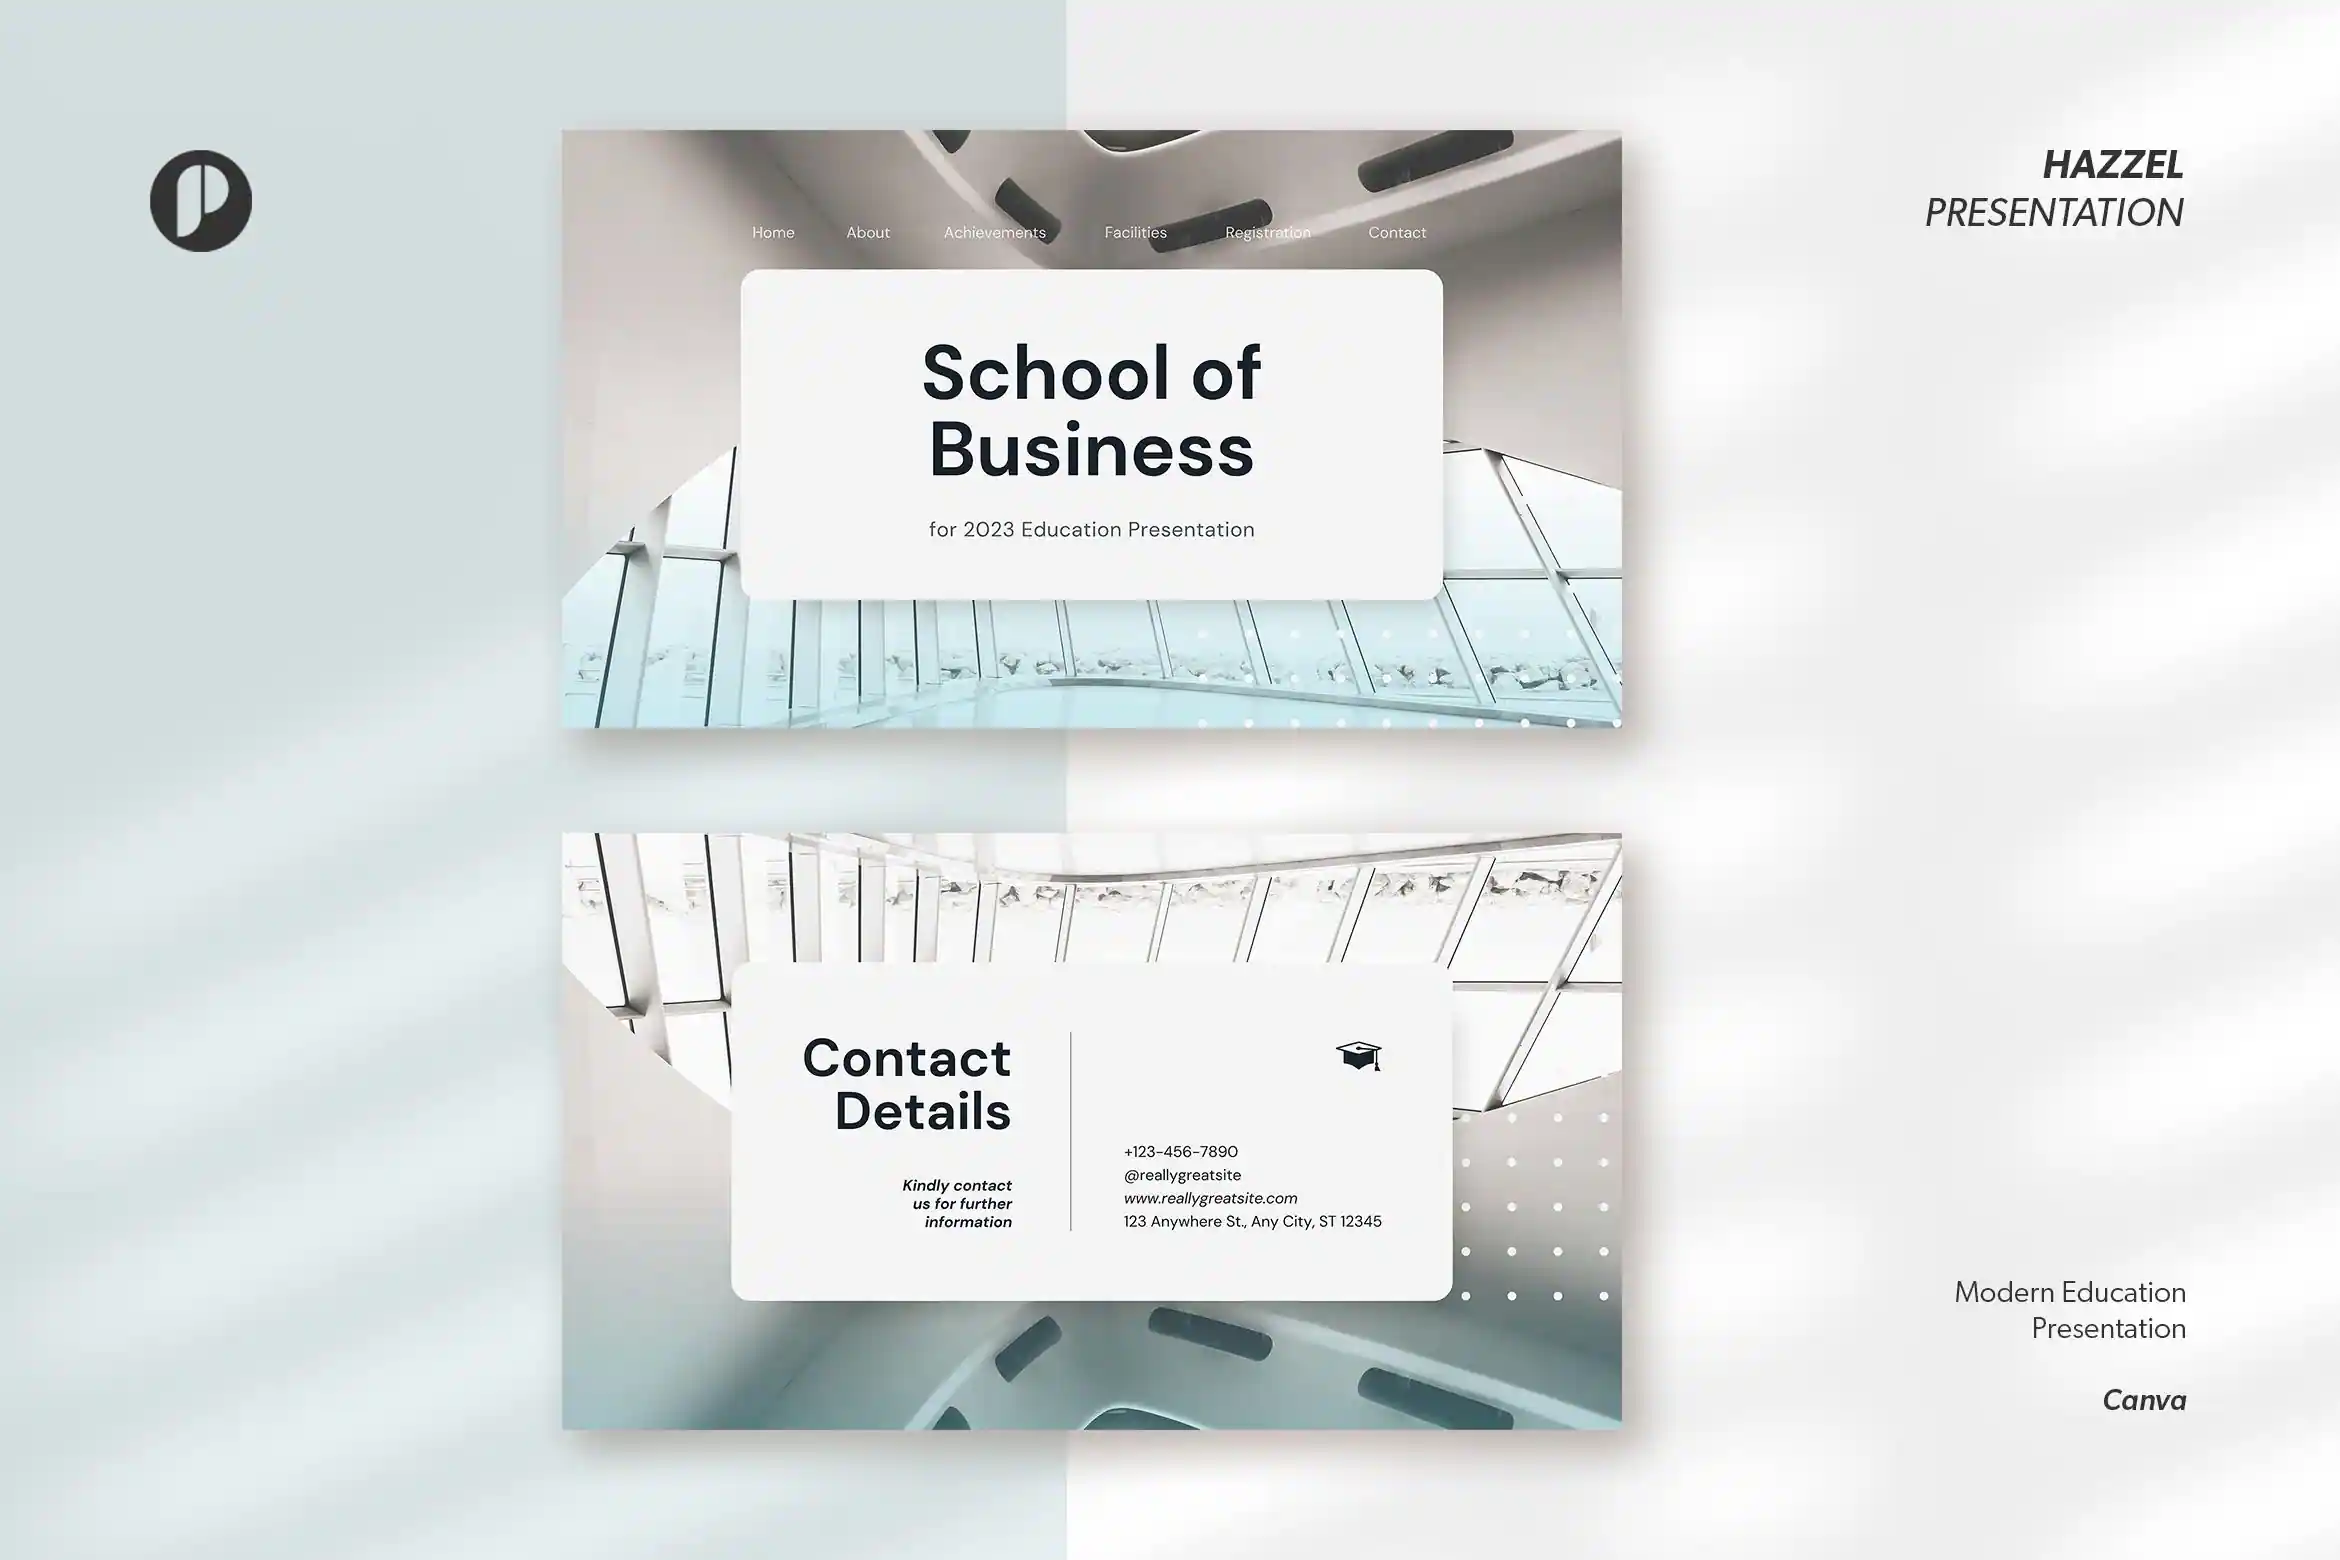 HAZZEL
PRESENTATION
Home About Achievements Facilities Registration Contact
School of
Business
for 2023 Education Presentation
Contact
Details
Kindly contact
us for further
information
+123-456-7890
@reallygreatsite
www.reallygreatsite.com
123 Anywhere St., Any City, ST 12345
Modern Education
Presentation
Canva